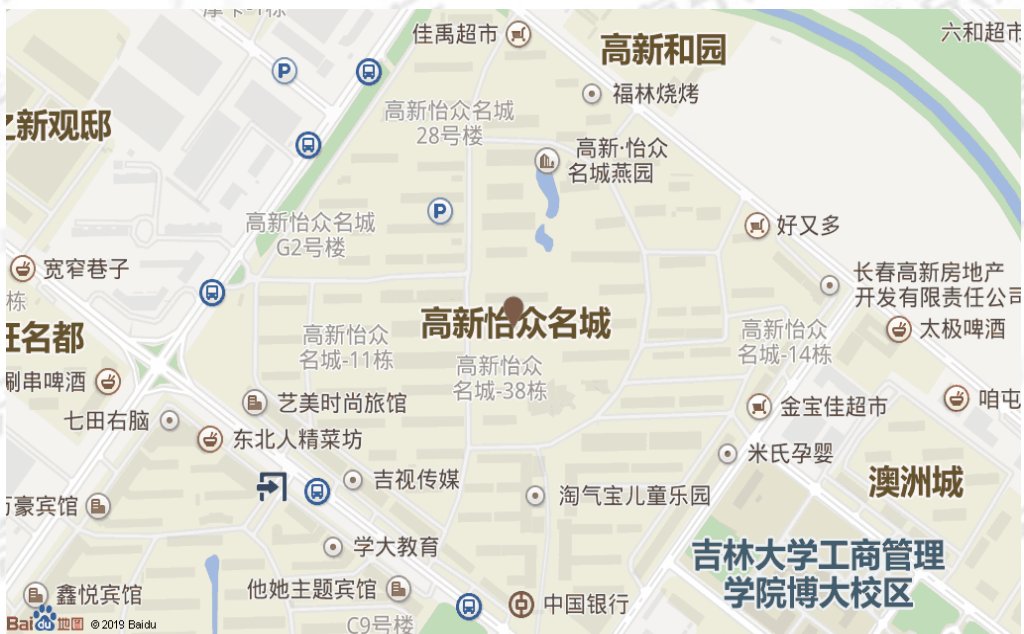 佳禹超市
高新和园
六和超市
P
福林烧烤
高新怡众名城
28号楼
之新观邸
高新·怡众
名城燕园
P
高新怡众名城
G2号楼
好又多
宽窄巷子
长春高新房地产
开发有限责任公司
栋
高新怡众名城
太极啤酒
高新怡众
名城-11栋
高新怡众
名城-14栋
旺名都
高新怡众
名城-38栋
涮串啤酒
艺美时尚旅馆
金宝佳超市
咱屯
七田右脑
东北人精菜坊
米氏孕婴
吉视传媒
澳洲城
淘气宝儿童乐园
万豪宾馆
学大教育
吉林大学工商管理
学院博大校区
他她主题宾馆
鑫悦宾馆
中国银行
C9号楼
Bai du 地图 © 2019 Baidu